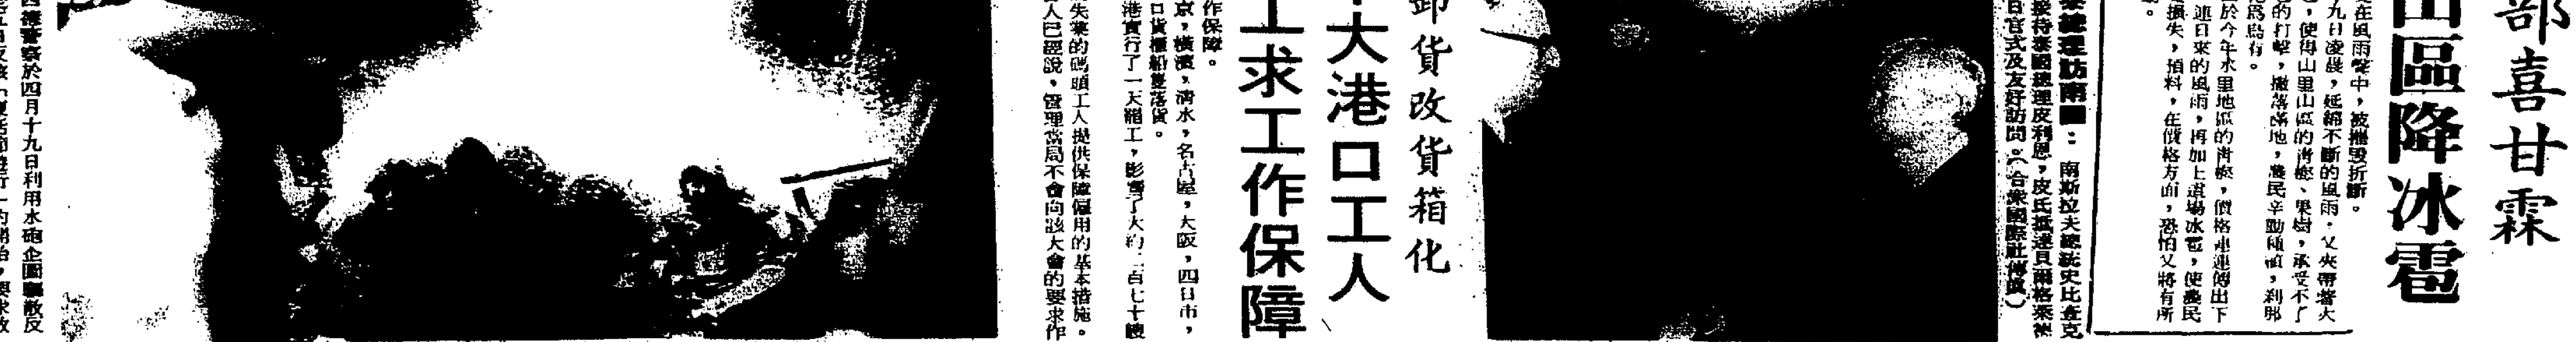 部喜甘霖
山區降冰雹
在風雨聲中,被摧毀折斷。
九日凌晨,延綿不斷的風雨,又夾帶着大
,使得山里山區的青梗、果樹,承受不了
的打擊,撒落滿地,農民辛勤種植,刹那
爲烏有。
於今年水里地區的青梗,價格連連傳出下
連日來的風雨,再加上這場冰雹,使農民
損失,預料,在價格方面,恐怕又將有所
泰總理訪南國:南斯拉夫總統史比查克
接待泰國總理皮利恩,皮氏抵達貝爾格萊德
日官式及友好訪問。(合衆國際社傳眞)
卸貨改貨箱化
大港口工人
工求工作保障
作保障。
京,橫濱,清水,名古屋,大阪,四日市,
口貨櫃船隻落貨。
港實行了一天罷工,影響了大約二百七十艘
失業的碼頭工人提供保障僱用的基本措施。
人已經說,管理當局不會向該大會的要求作
西德警察於四月十九日利用水砲企圖驅散反